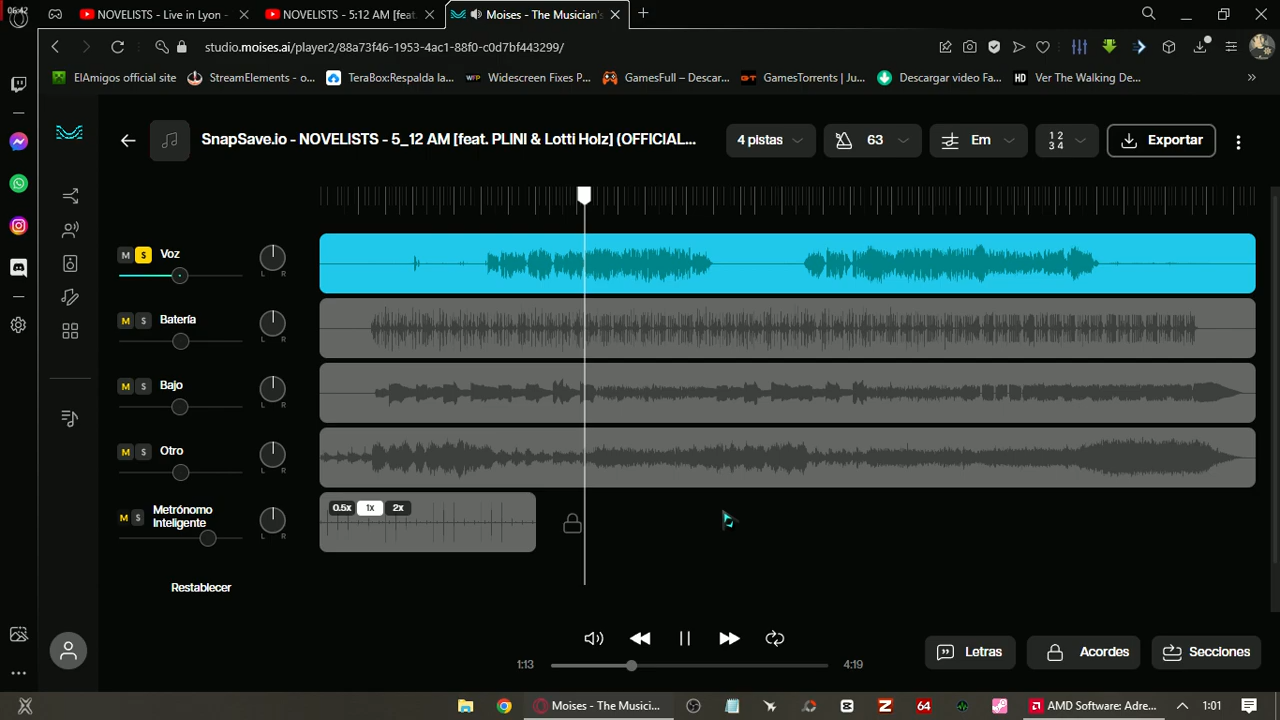 06:42
NOVELISTS - Live in Lyon -
NOVELISTS - 5:12 AM [feat.
Moises - The Musician's
studio.moises.ai/player2/88a73f46-1953-4ac1-88f0-c0d7bf443299/
ElAmigos official site
StreamElements - o...
TeraBox:Respalda la...
WFP Widescreen Fixes P...
GamesFull – Descar...
GT GamesTorrents | Ju...
Descargar video Fa...
HD Ver The Walking De...
SnapSave.io - NOVELISTS - 5_12 AM [feat. PLINI & Lotti Holz] (OFFICIAL...
4 pistas
63
Em
1 2
3 4
Exportar
M S Voz
L R
M S Batería
L R
M S Bajo
L R
M S Otro
L R
M S Metrónomo
Inteligente
L R
0.5x 1x 2x
Restablecer
1:13
4:19
Letras
Acordes
Secciones
Moises - The Musici...
Z
64
AMD Software: Adre...
1:01